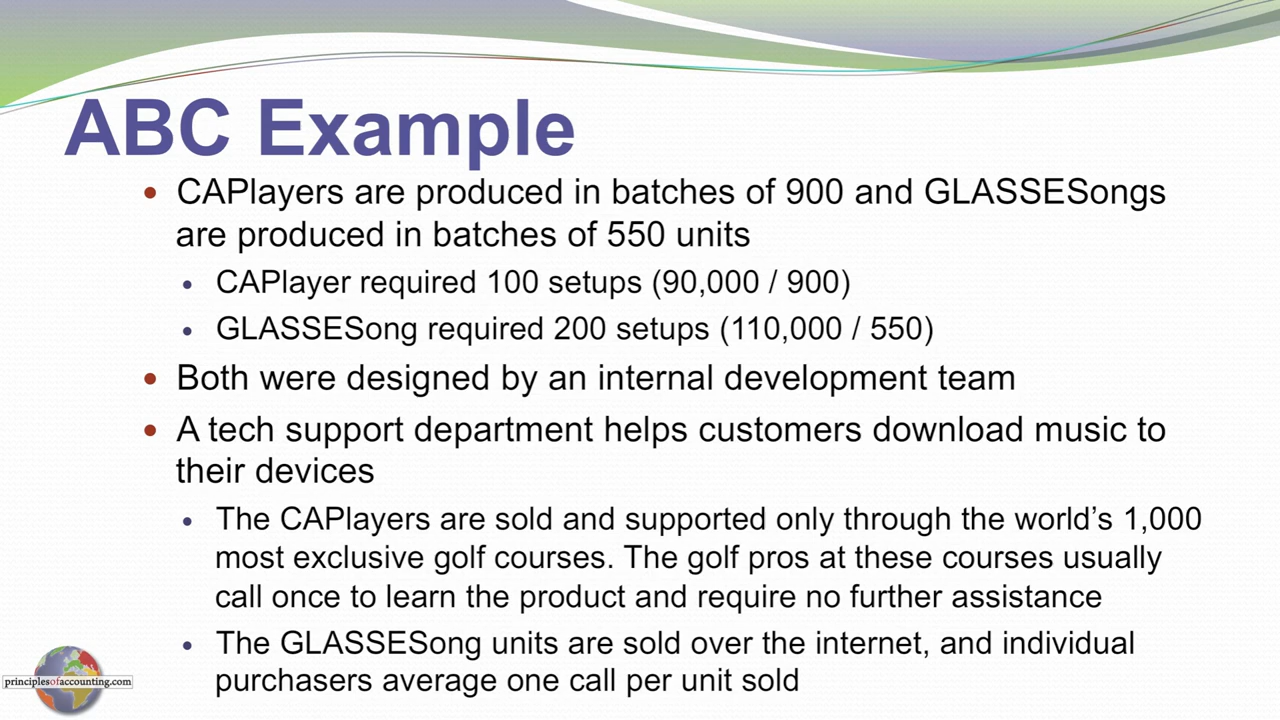 ABC Example
• CAPlayers are produced in batches of 900 and GLASSESongs
are produced in batches of 550 units
• CAPlayer required 100 setups (90,000 / 900)
• GLASSESong required 200 setups (110,000 / 550)
• Both were designed by an internal development team
• A tech support department helps customers download music to
their devices
• The CAPlayers are sold and supported only through the world’s 1,000
most exclusive golf courses. The golf pros at these courses usually
call once to learn the product and require no further assistance
• The GLASSESong units are sold over the internet, and individual
purchasers average one call per unit sold
principlesofaccounting.com